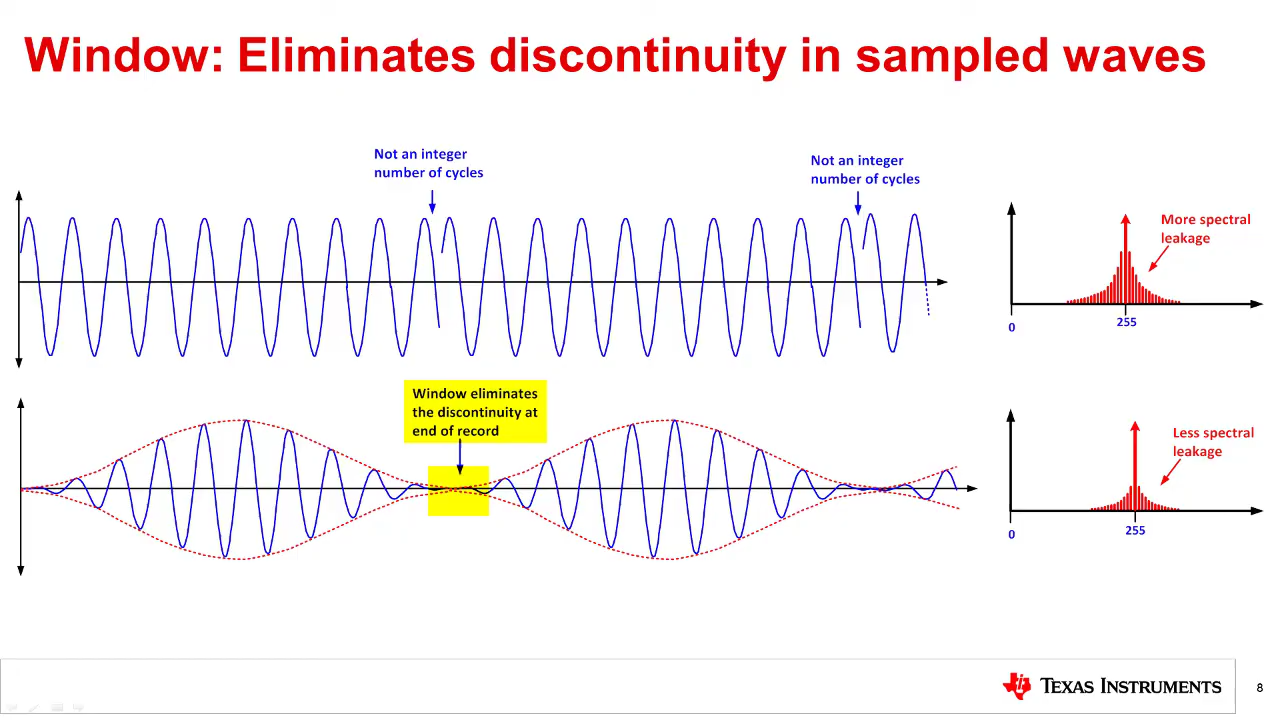 Window: Eliminates discontinuity in sampled waves
Not an integer
number of cycles
Not an integer
number of cycles
More spectral
leakage
0
255
Window eliminates
the discontinuity at
end of record
Less spectral
leakage
0
255
TEXAS INSTRUMENTS
8